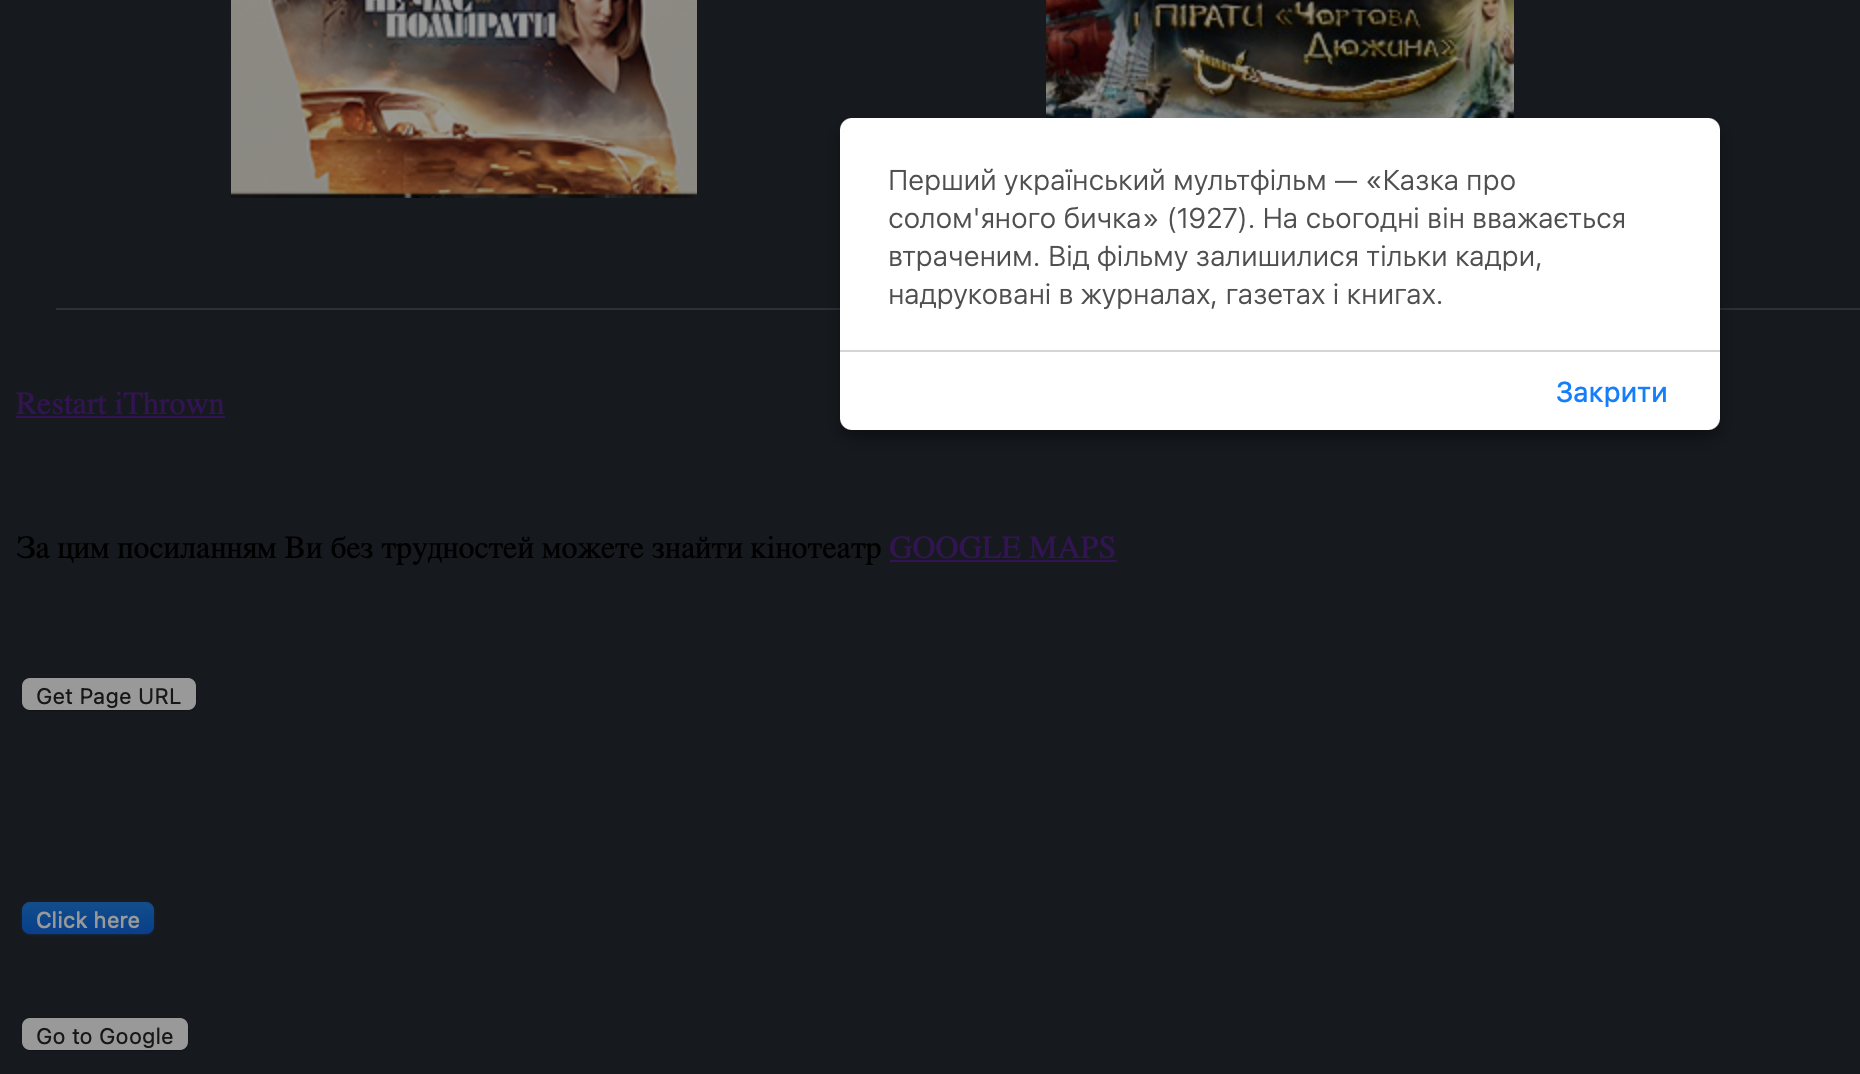 НЕ ЧАС
ПОМИРАТИ
І ПІРАТИ «ЧОРТОВА
ДЮЖИНА»
Перший український мультфільм — «Казка про
солом'яного бичка» (1927). На сьогодні він вважається
втраченим. Від фільму залишилися тільки кадри,
надруковані в журналах, газетах і книгах.
Закрити
Restart iThrown
За цим посиланням Ви без трудностей можете знайти кінотеатр GOOGLE MAPS
Get Page URL
Click here
Go to Google